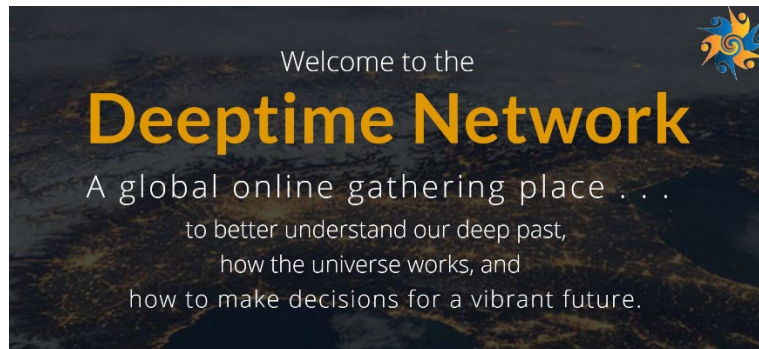 Welcome to the
Deeptime Network
A global online gathering place . . .
to better understand our deep past,
how the universe works, and
how to make decisions for a vibrant future.